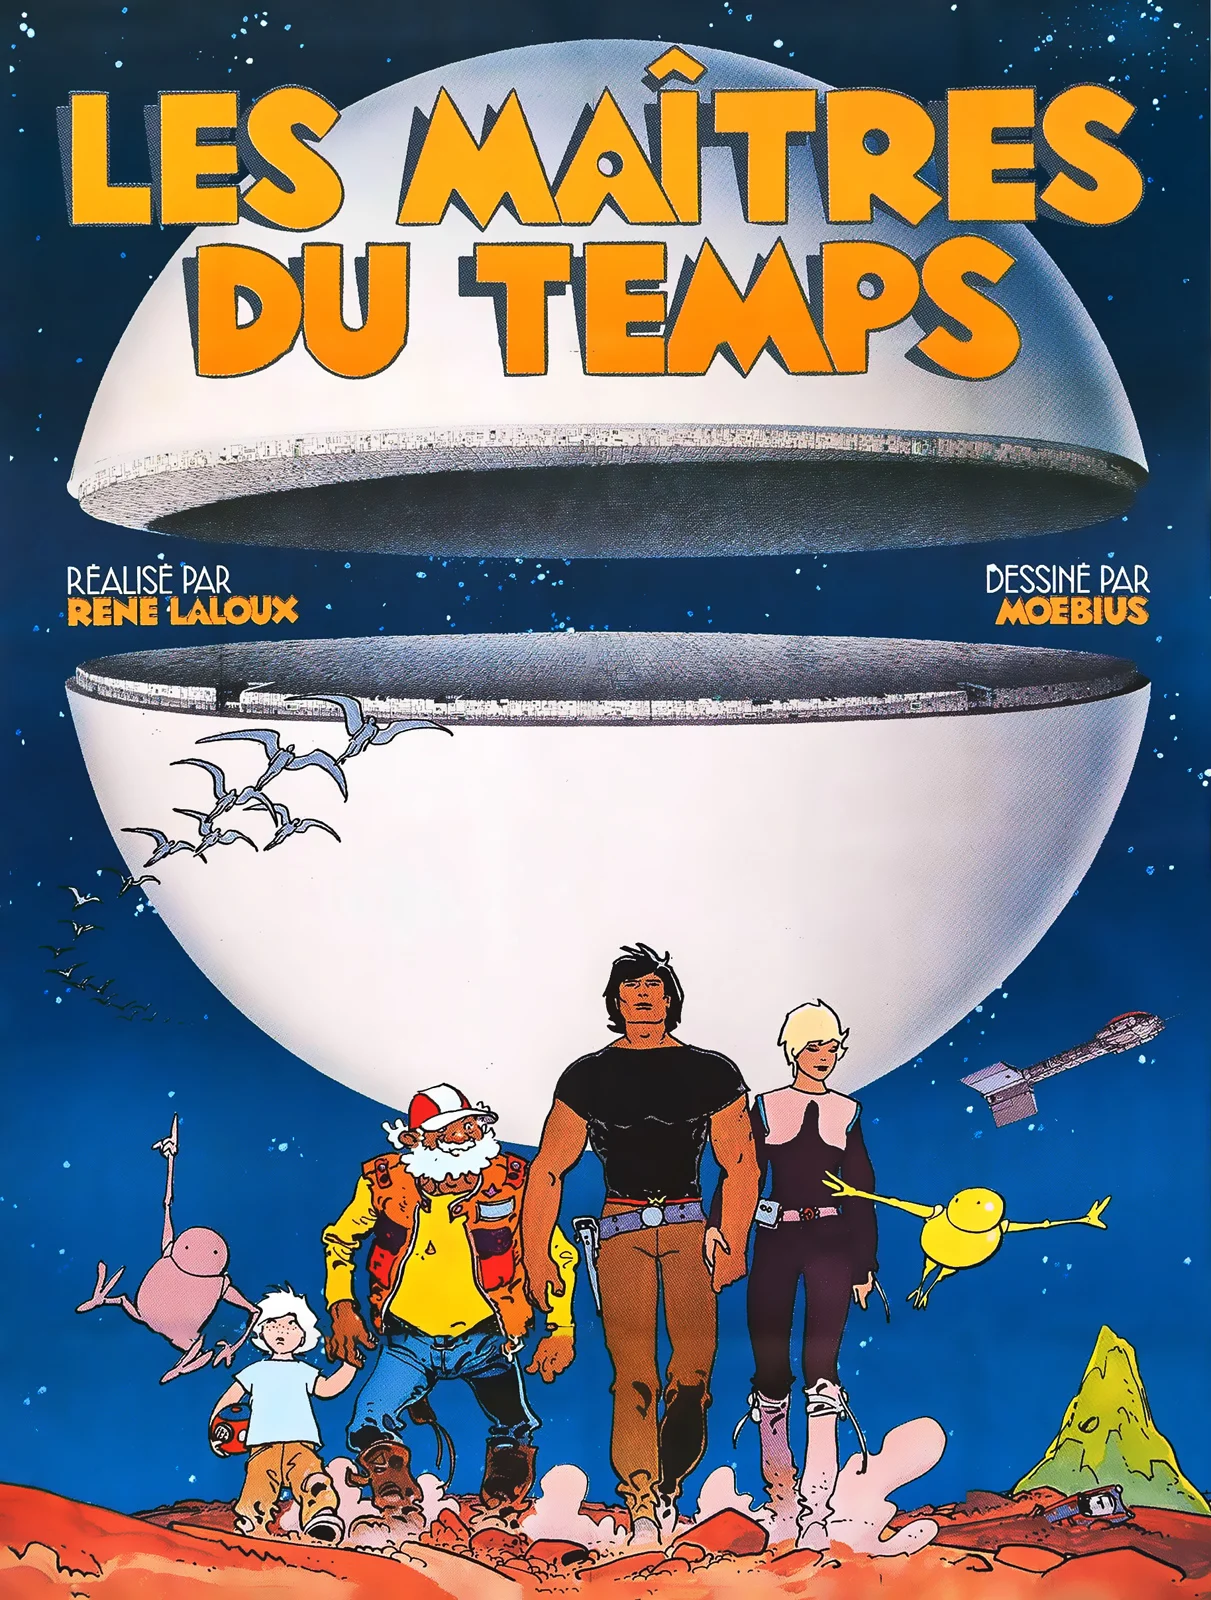 LES MAÎTRES
DU TEMPS
RÉALISÉ PAR
RENÉ LALOUX
DESSINÉ PAR
MOEBIUS